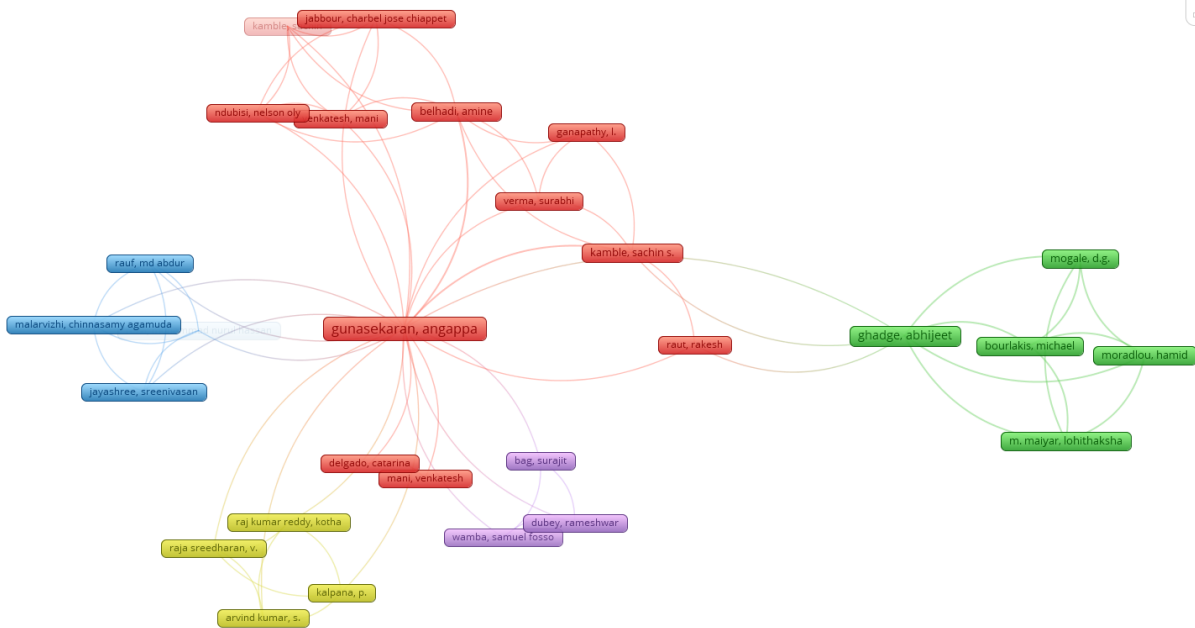 kamble, s
jabbour, charbel jose chiappet
ndubisi, nelson oly
enkatesh, mani
belhadi, amine
ganapathy, l.
verma, surabhi
kamble, sachin s.
rauf, md abdur
mogale, d.g.
malarvizhi, chinnasamy agamuda
gunasekaran, angappa
ghadge, abhijeet
raut, rakesh
bourlakis, michael
moradlou, hamid
jayashree, sreenivasan
m. maiyar, lohithaksha
delgado, catarina
bag, surajit
mani, venkatesh
raj kumar reddy, kotha
dubey, rameshwar
wamba, samuel fosso
raja sreedharan, v.
kalpana, p.
arvind kumar, s.